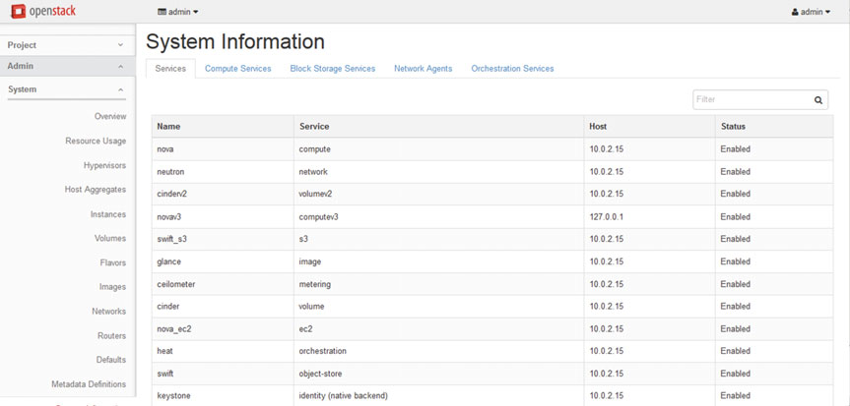 openstack admin admin
System Information
Project
Admin
System
Overview
Resource Usage
Hypervisors
Host Aggregates
Instances
Volumes
Flavors
Images
Networks
Routers
Defaults
Metadata Definitions
Services Compute Services Block Storage Services Network Agents Orchestration Services
Filter
Name Service Host Status
nova compute 10.0.2.15 Enabled
neutron network 10.0.2.15 Enabled
cinderv2 volumev2 10.0.2.15 Enabled
novav3 computev3 127.0.0.1 Enabled
swift_s3 s3 10.0.2.15 Enabled
glance image 10.0.2.15 Enabled
ceilometer metering 10.0.2.15 Enabled
cinder volume 10.0.2.15 Enabled
nova_ec2 ec2 10.0.2.15 Enabled
heat orchestration 10.0.2.15 Enabled
swift object-store 10.0.2.15 Enabled
keystone identity (native backend) 10.0.2.15 Enabled